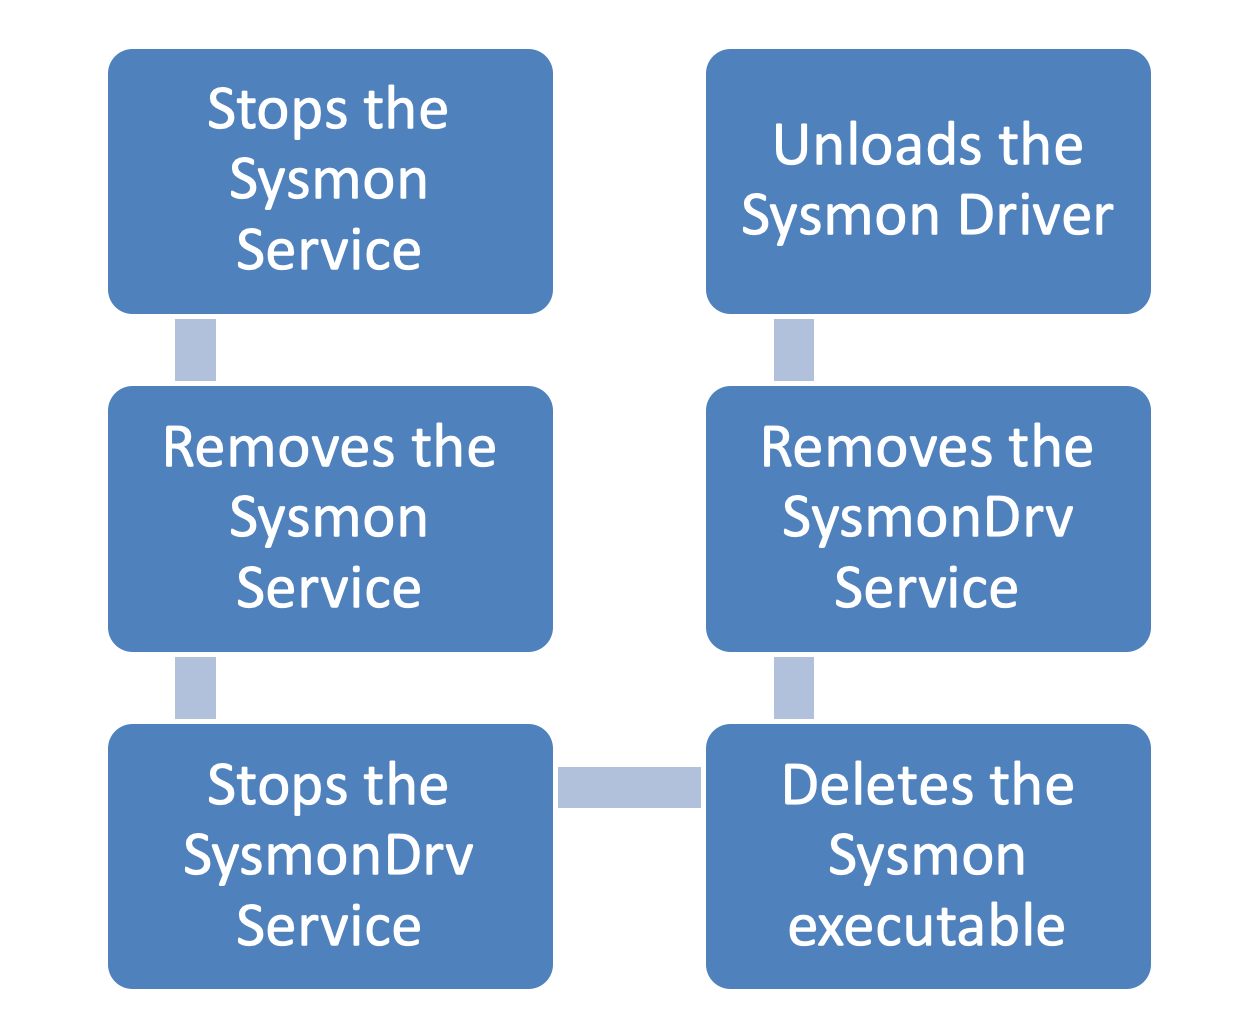 Stops the
Sysmon
Service
Removes the
Sysmon
Service
Stops the
SysmonDrv
Service
Deletes the
Sysmon
executable
Removes the
SysmonDrv
Service
Unloads the
Sysmon Driver